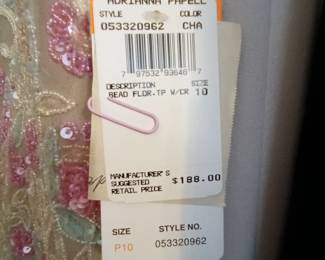 ADRIANNA PAPELL
STYLE COLOR
053320962 CHA
7 97532 93646 7
DESCRIPTION SIZE
BEAD FLOR.TP W/CR 10
MANUFACTURER'S
SUGGESTED
RETAIL PRICE $188.00
SIZE STYLE NO.
P10 053320962